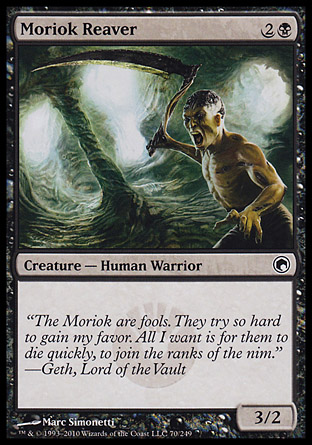 Moriok Reaver 2
Creature — Human Warrior
“The Moriok are fools. They try so hard
to gain my favor. All I want is for them to
die quickly, to join the ranks of the nim.”
—Geth, Lord of the Vault
Marc Simonetti
™ & © 1993–2010 Wizards of the Coast LLC 70/249
3/2